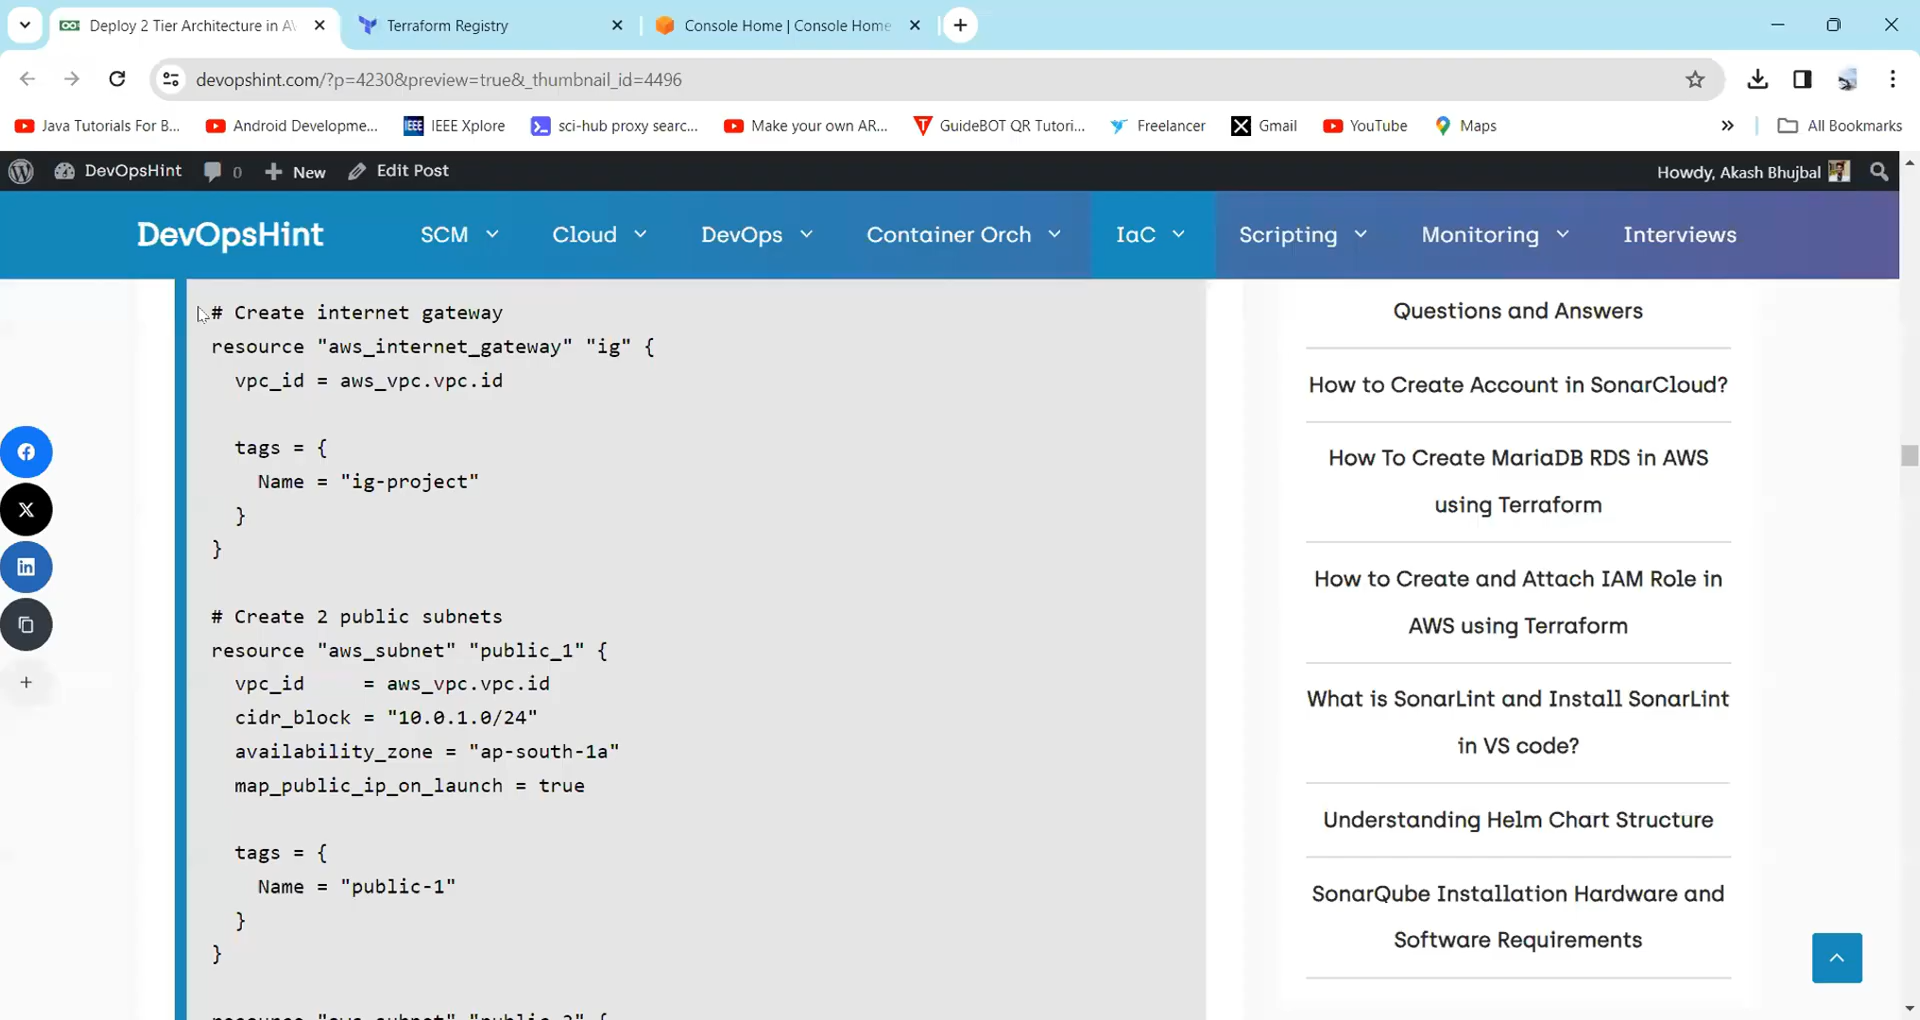 Deploy 2 Tier Architecture in AW
Terraform Registry
Console Home | Console Home
devopshint.com/?p=4230&preview=true&_thumbnail_id=4496
Java Tutorials For B...
Android Developme...
IEEE
IEEE Xplore
sci-hub proxy searc...
Make your own AR...
GuideBOT QR Tutori...
Freelancer
Gmail
YouTube
Maps
»
All Bookmarks
DevOpsHint
0
New
Edit Post
Howdy, Akash Bhujbal
DevOpsHint
SCM
Cloud
DevOps
Container Orch
IaC
Scripting
Monitoring
Interviews
# Create internet gateway
resource "aws_internet_gateway" "ig" {
vpc_id = aws_vpc.vpc.id
tags = {
Name = "ig-project"
}
}
# Create 2 public subnets
resource "aws_subnet" "public_1" {
vpc_id     = aws_vpc.vpc.id
cidr_block = "10.0.1.0/24"
availability_zone = "ap-south-1a"
map_public_ip_on_launch = true
tags = {
Name = "public-1"
}
}
resource "aws_subnet" "public_2" {
Questions and Answers
How to Create Account in SonarCloud?
How To Create MariaDB RDS in AWS
using Terraform
How to Create and Attach IAM Role in
AWS using Terraform
What is SonarLint and Install SonarLint
in VS code?
Understanding Helm Chart Structure
SonarQube Installation Hardware and
Software Requirements